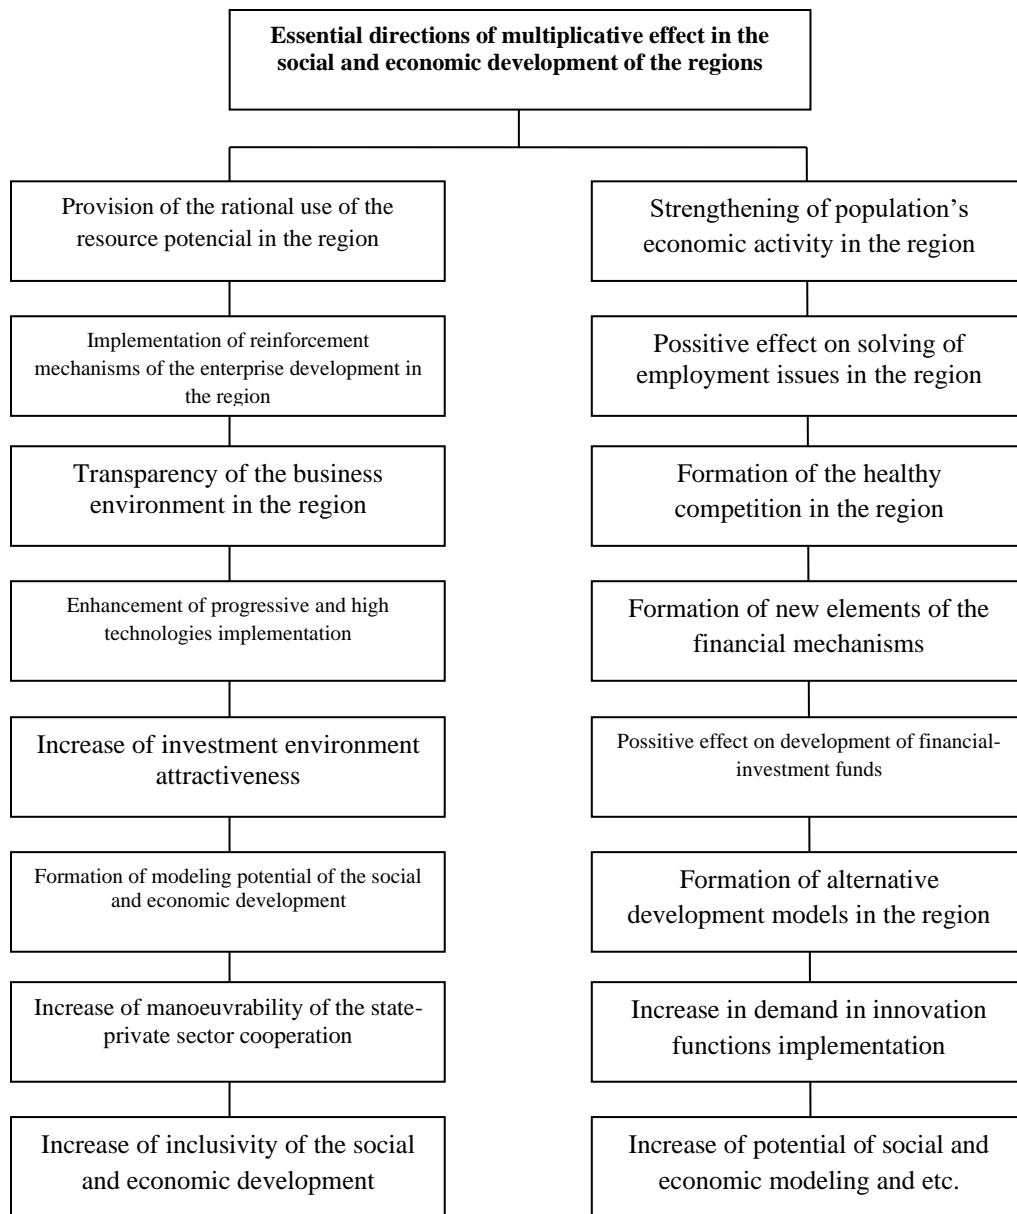 Essential directions of multiplicative effect in the
social and economic development of the regions
Provision of the rational use of the
resource potencial in the region
Implementation of reinforcement
mechanisms of the enterprise development in
the region
Transparency of the business
environment in the region
Enhancement of progressive and high
technologies implementation
Increase of investment environment
attractiveness
Formation of modeling potential of the social
and economic development
Increase of manoeuvrability of the state-
private sector cooperation
Increase of inclusivity of the social
and economic development
Strengthening of population’s
economic activity in the region
Possitive effect on solving of
employment issues in the region
Formation of the healthy
competition in the region
Formation of new elements of the
financial mechanisms
Possitive effect on development of financial-
investment funds
Formation of alternative
development models in the region
Increase in demand in innovation
functions implementation
Increase of potential of social and
economic modeling and etc.